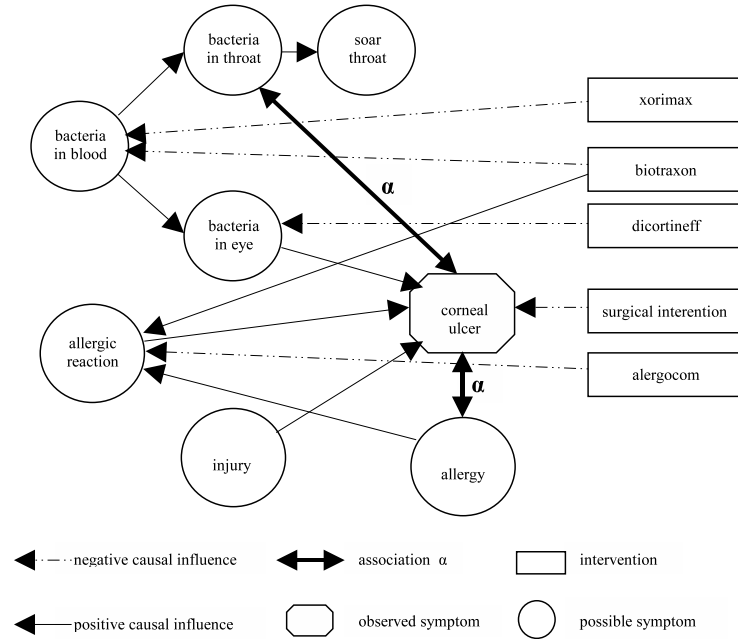 bacteria
in throat
soar
throat
xorimax
bacteria
in blood
biotraxon
α
bacteria
in eye
dicortineff
corneal
ulcer
surgical interention
allergic
reaction
alergocom
α
injury
allergy
negative causal influence
association α
intervention
positive causal influence
observed symptom
possible symptom